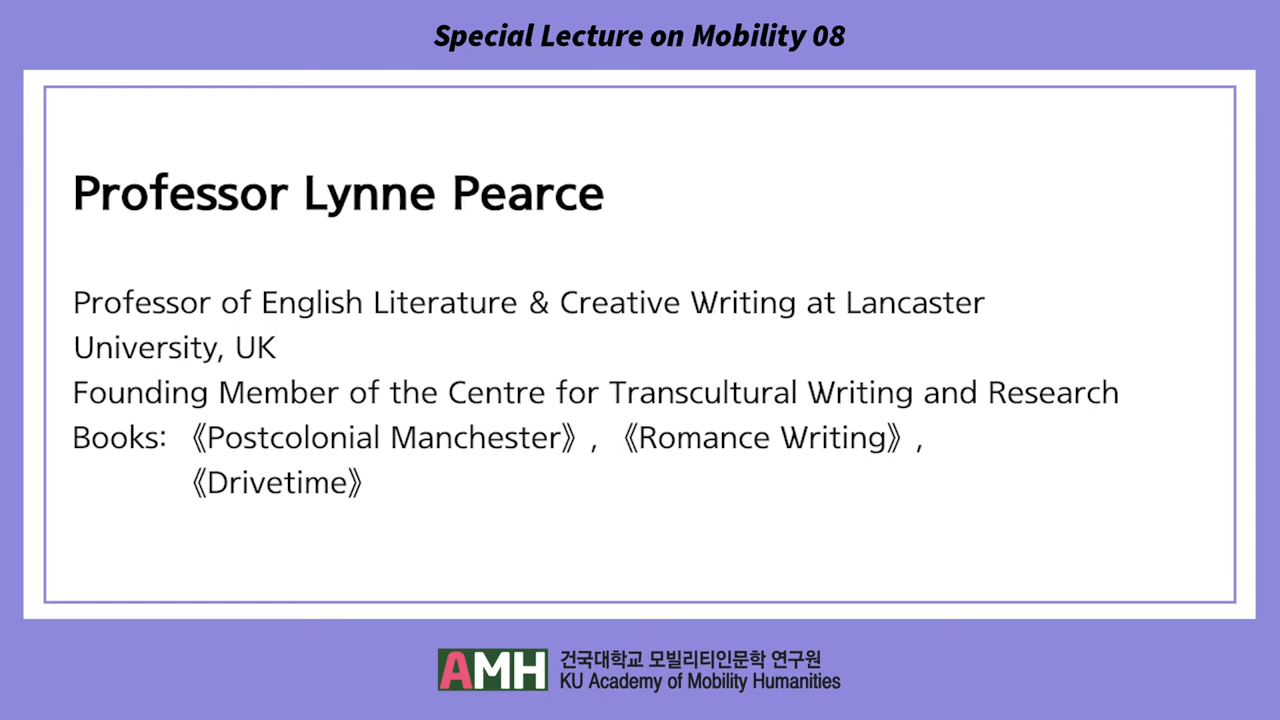 Special Lecture on Mobility 08
Professor Lynne Pearce
Professor of English Literature & Creative Writing at Lancaster
University, UK
Founding Member of the Centre for Transcultural Writing and Research
Books: 《Postcolonial Manchester》, 《Romance Writing》,
《Drivetime》
AMH
건국대학교 모빌리티인문학 연구원
KU Academy of Mobility Humanities